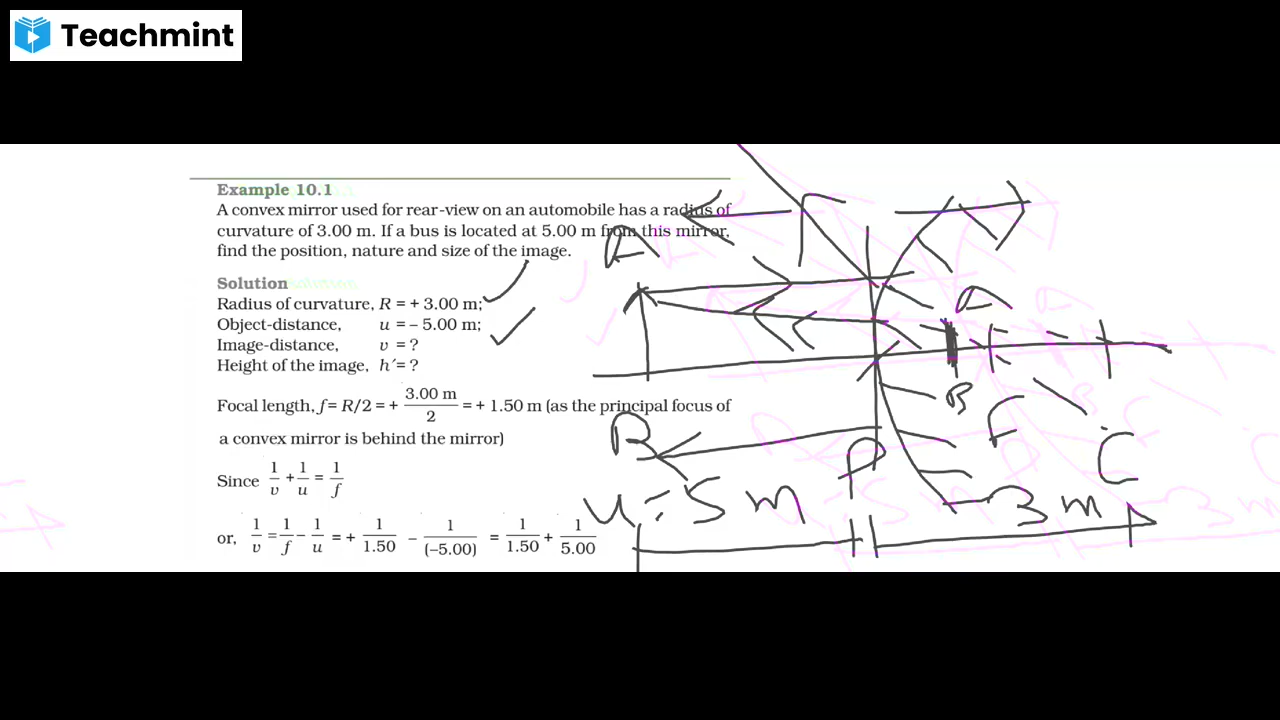 Teachmint
Example 10.1
A convex mirror used for rear-view on an automobile has a radius of
curvature of 3.00 m. If a bus is located at 5.00 m from this mirror,
find the position, nature and size of the image.
Solution
Radius of curvature, R = + 3.00 m;
Object-distance, u = – 5.00 m;
Image-distance, v = ?
Height of the image, h′= ?
Focal length, f = R/2 = + 3.00 m / 2 = + 1.50 m (as the principal focus of
a convex mirror is behind the mirror)
Since 1/v + 1/u = 1/f
or, 1/v = 1/f – 1/u = + 1/1.50 – 1/(–5.00) = 1/1.50 + 1/5.00
A
A
B
B
F
C
P
u = 5 m
3 m